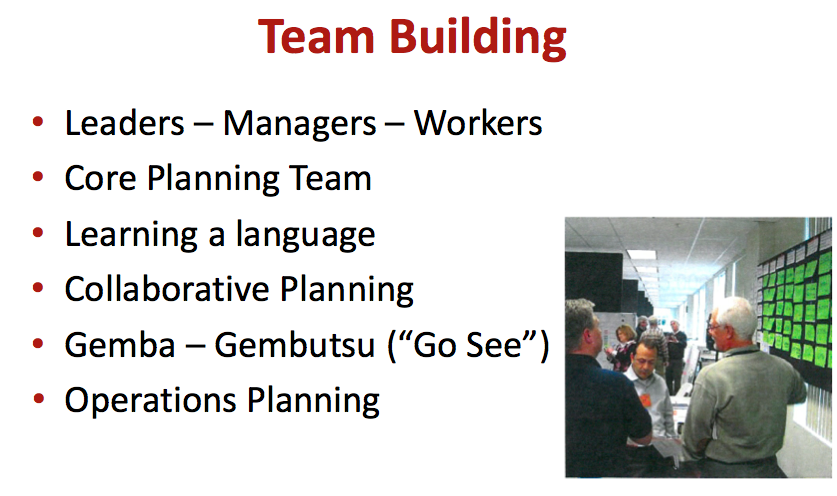 Team Building
• Leaders – Managers – Workers
• Core Planning Team
• Learning a language
• Collaborative Planning
• Gemba – Gembutsu (“Go See”)
• Operations Planning